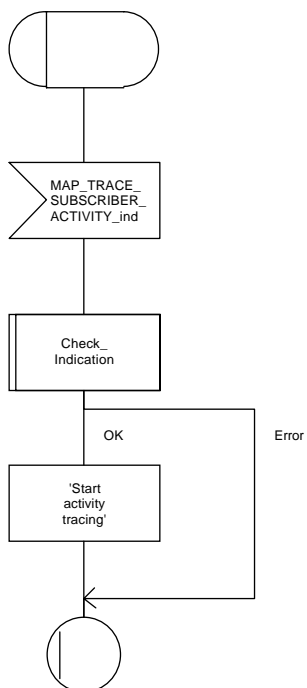 MAP_TRACE_
SUBSCRIBER_
ACTIVITY_ind
Check_
Indication
OK
Error
'Start
activity
tracing'